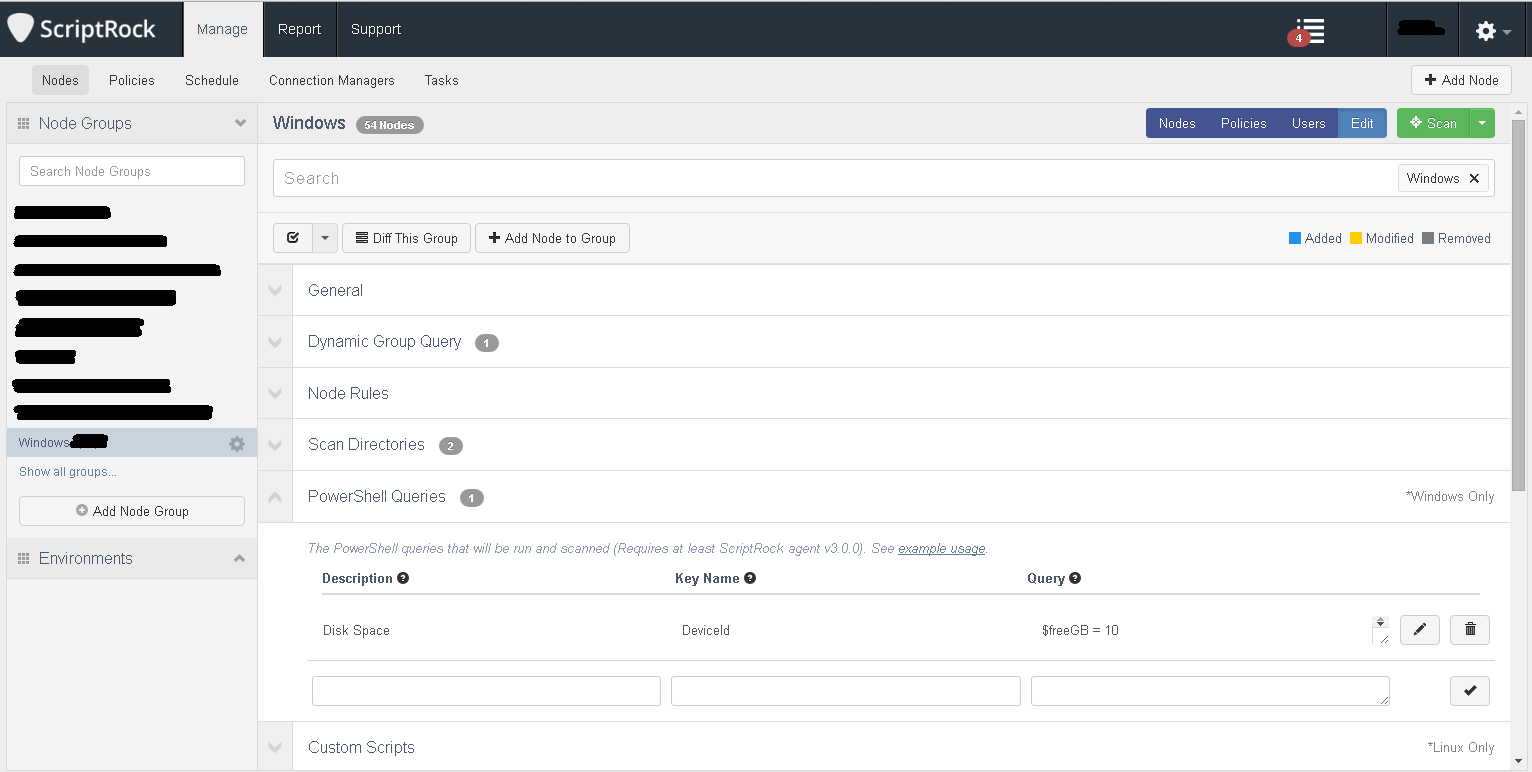 ScriptRock Manage Report Support 4
Nodes Policies Schedule Connection Managers Tasks Add Node
Node Groups
Search Node Groups
Windows
Show all groups...
Add Node Group
Environments
Windows 54 Nodes Nodes Policies Users Edit Scan
Search Windows
Diff This Group Add Node to Group Added Modified Removed
General
Dynamic Group Query 1
Node Rules
Scan Directories 2
PowerShell Queries 1 *Windows Only
The PowerShell queries that will be run and scanned (Requires at least ScriptRock agent v3.0.0). See example usage.
Description ? Key Name ? Query ?
Disk Space DeviceId $freeGB = 10
Custom Scripts *Linux Only